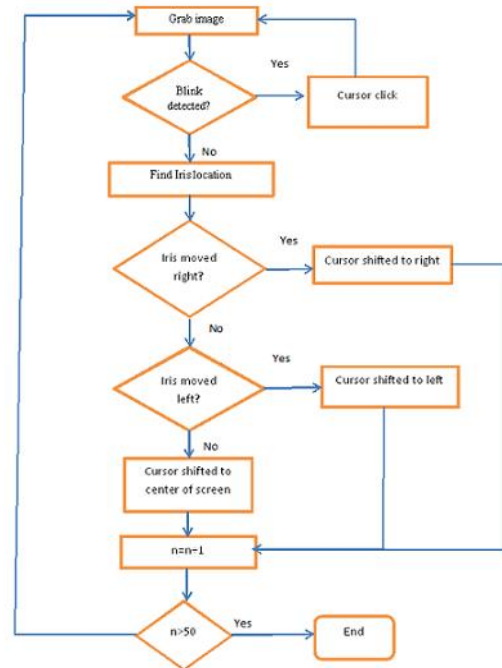 Grab image
Yes
Blink
detected?
Cursor click
No
Find Iris location
Iris moved
right?
Yes
Cursor shifted to right
No
Iris moved
left?
Yes
Cursor shifted to left
No
Cursor shifted to
center of screen
n=n-1
n>50
Yes
End